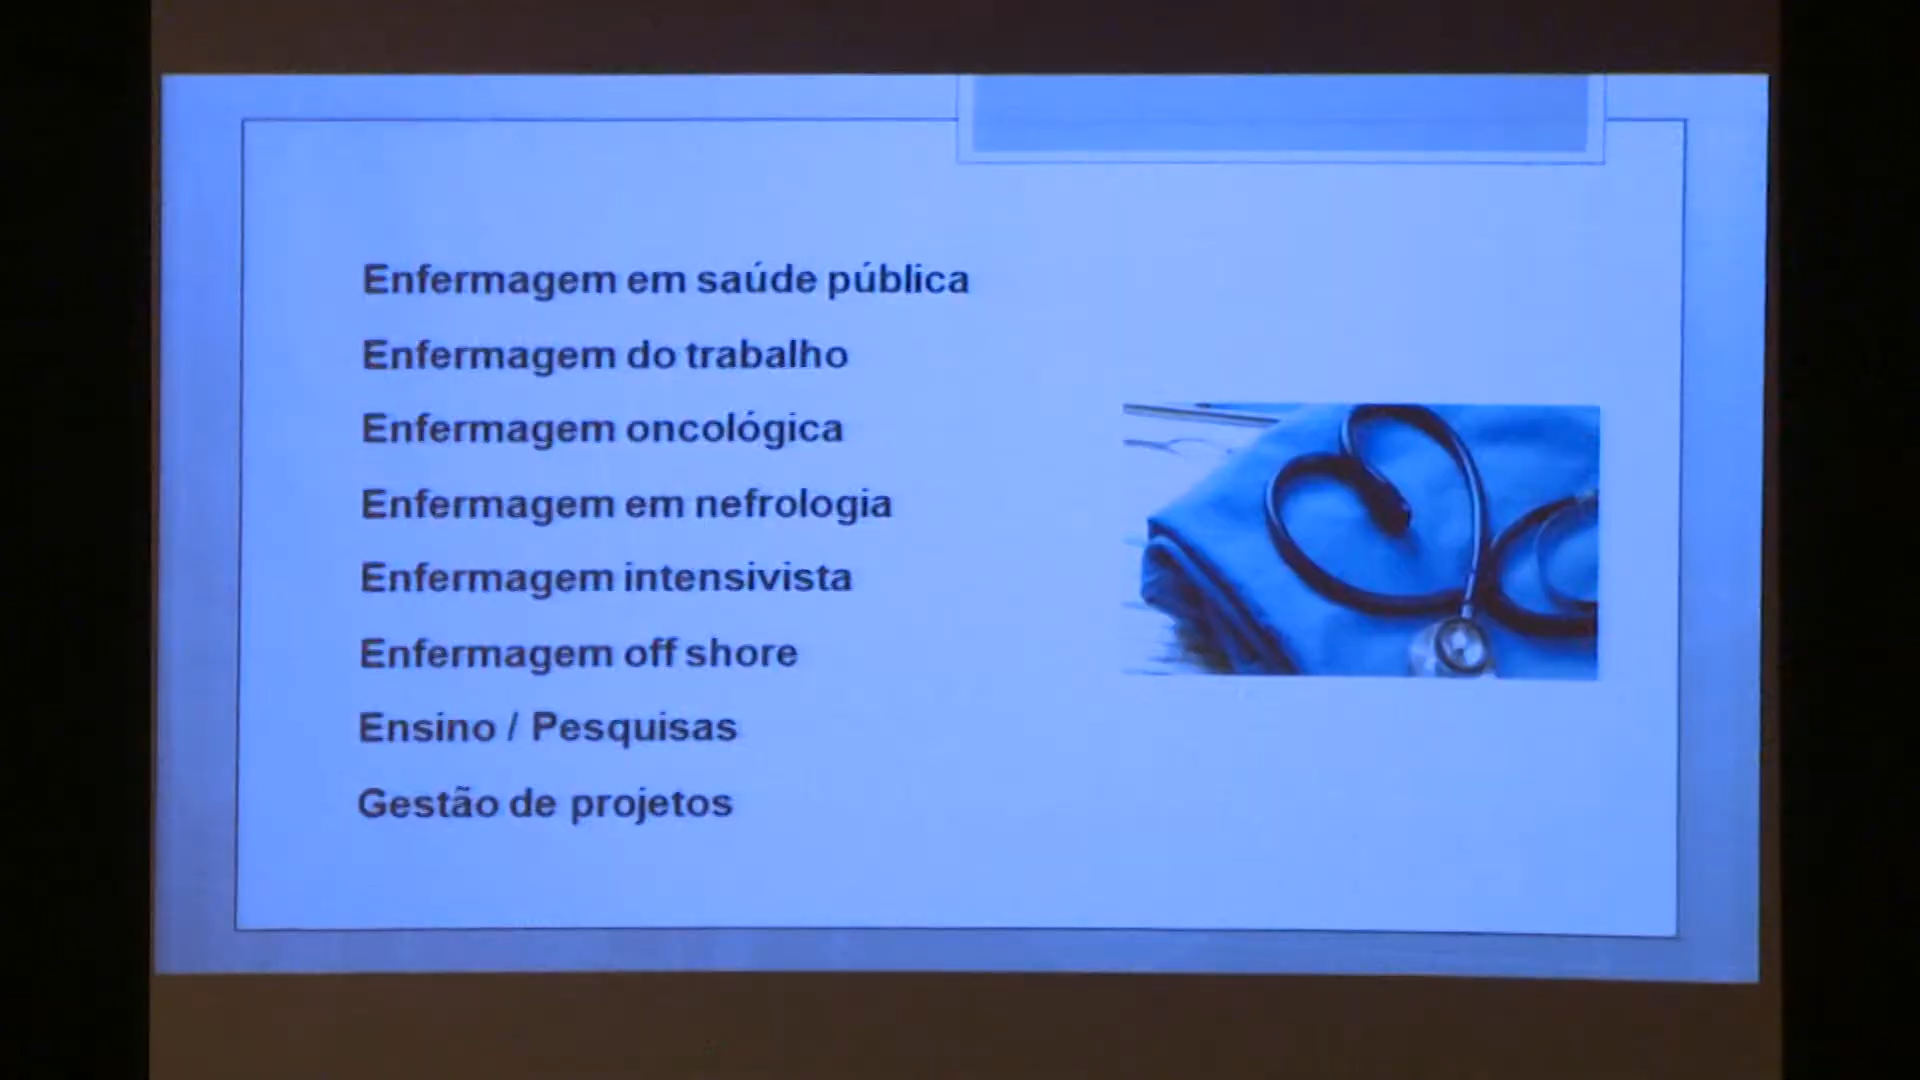 Enfermagem em saúde pública
Enfermagem do trabalho
Enfermagem oncológica
Enfermagem em nefrologia
Enfermagem intensivista
Enfermagem off shore
Ensino / Pesquisas
Gestão de projetos